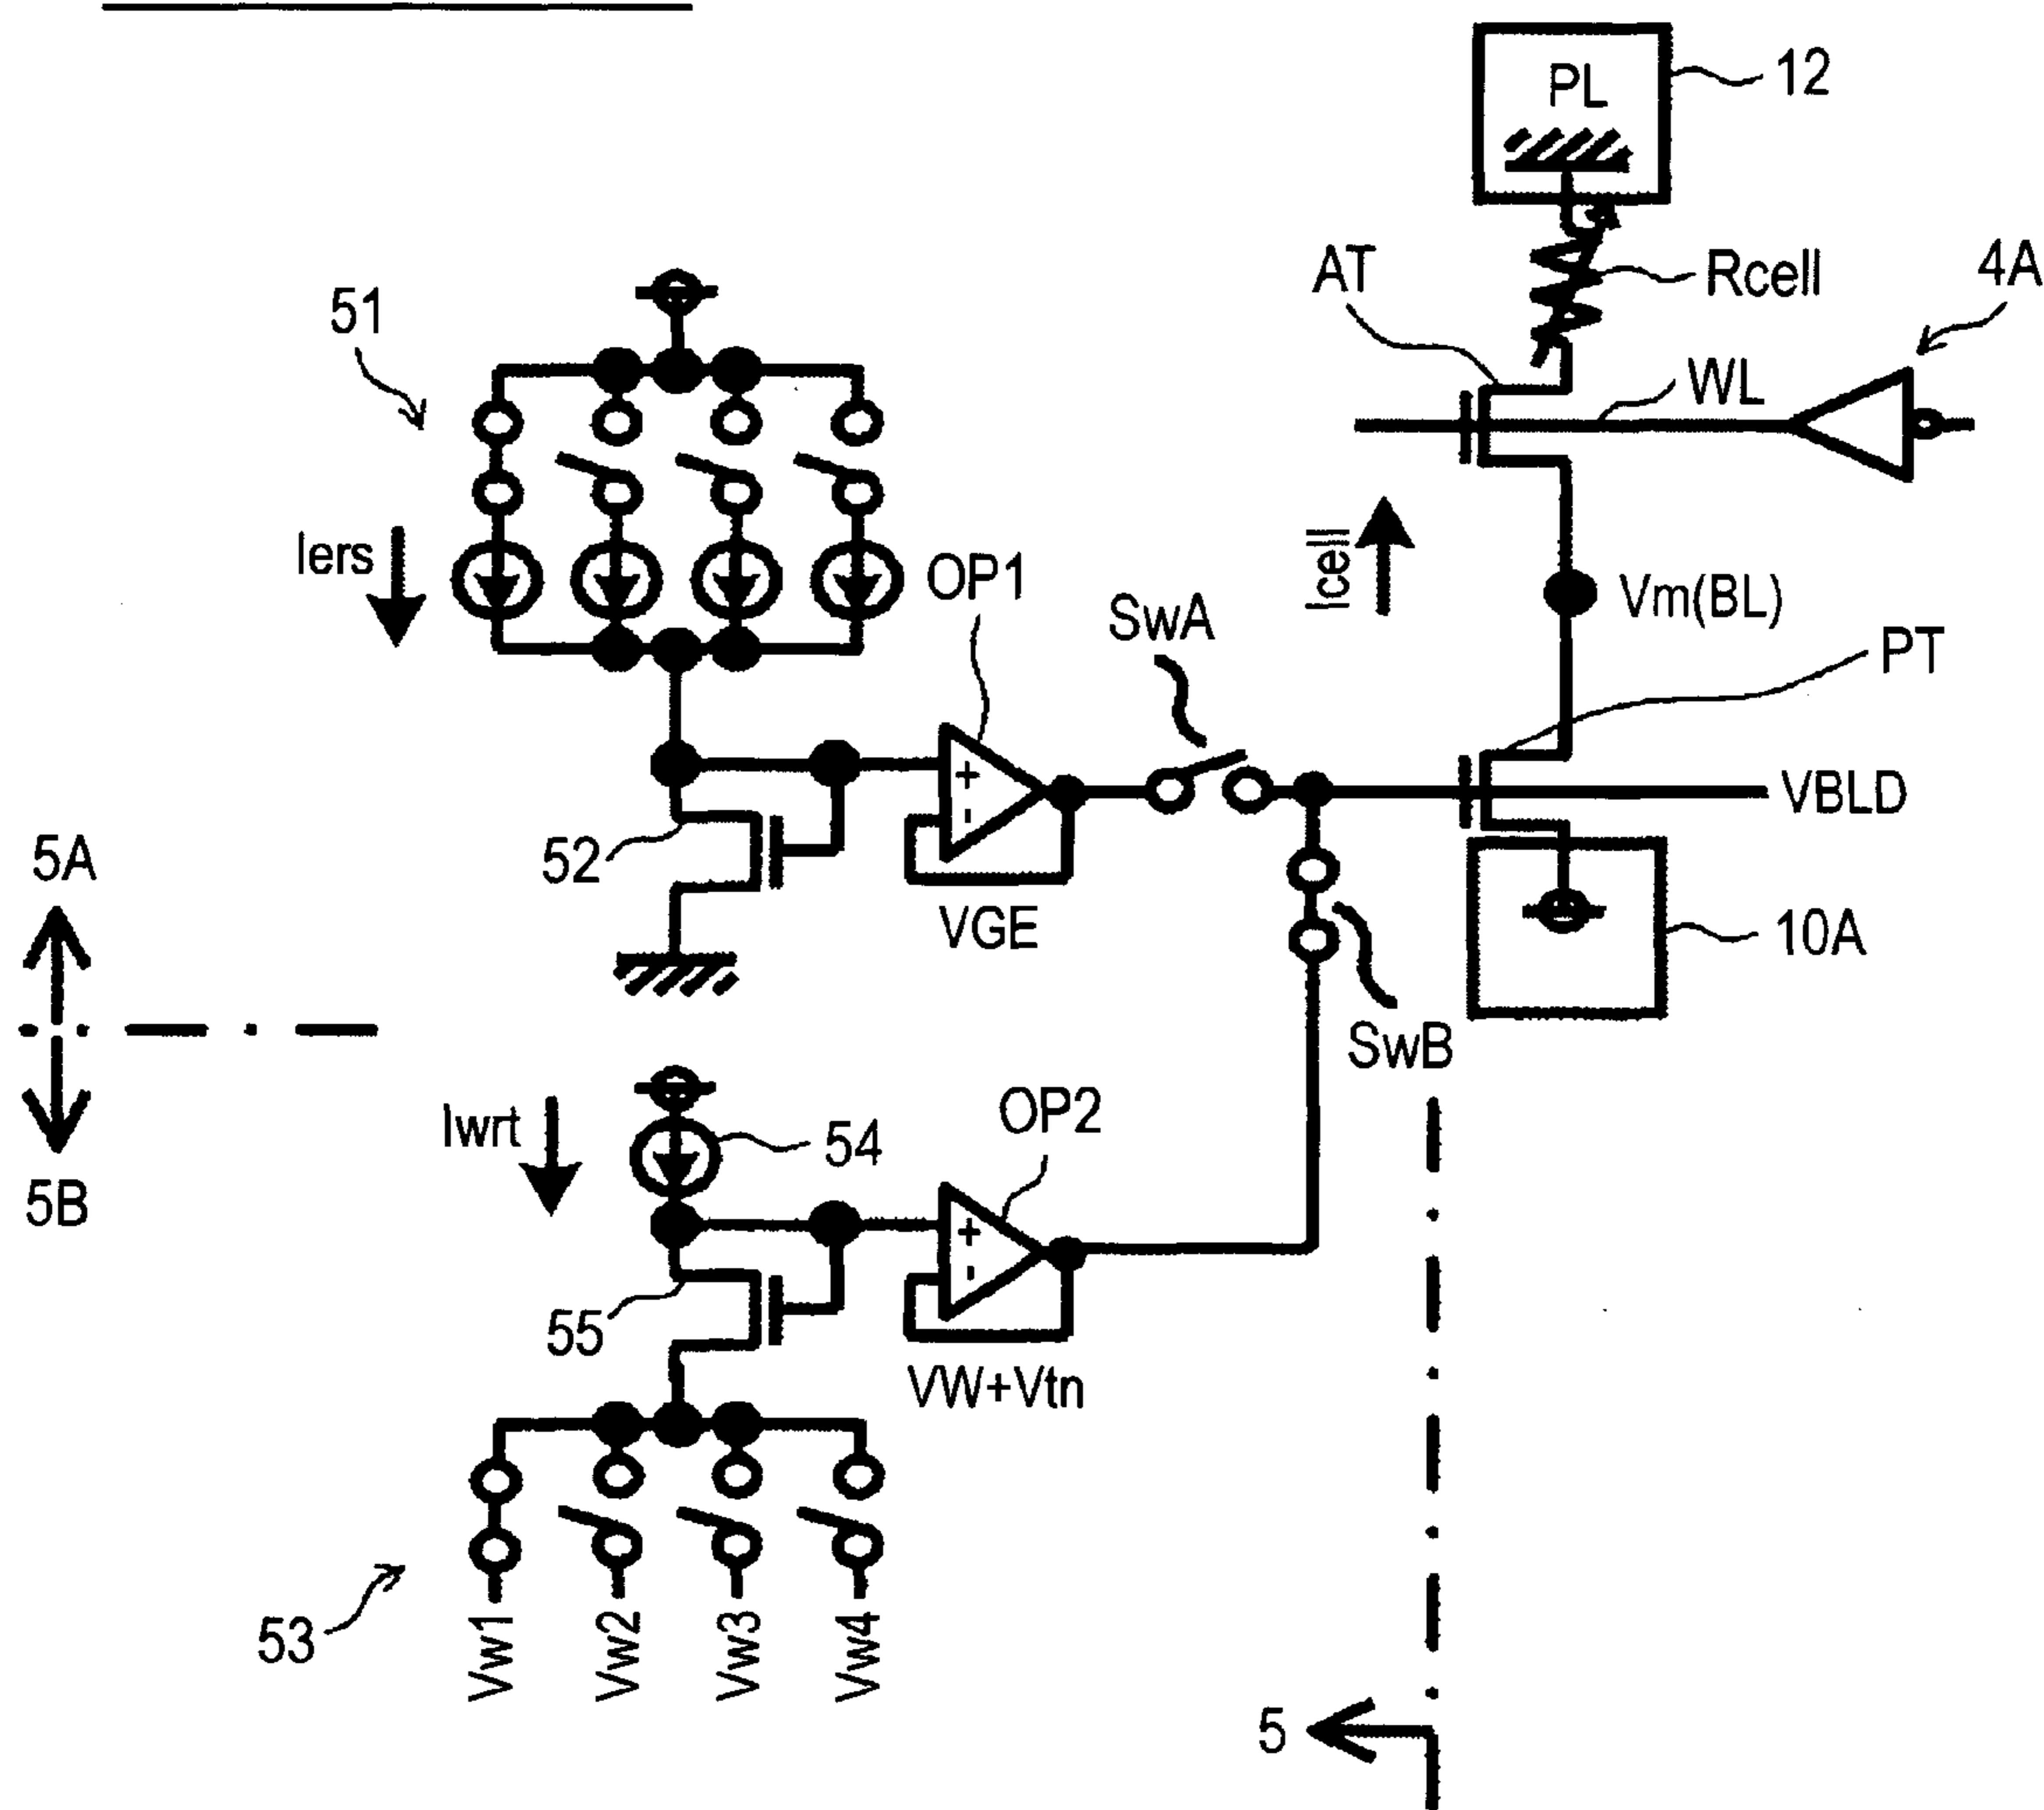 12
PL
AT
Rcell
4A
51
WL
Iers
OP1
Icell
Vm(BL)
SwA
PT
+
-
VBLD
52
5A
VGE
10A
SwB
Iwrt
54
OP2
5B
+
-
55
VW+Vtn
53
Vw1
Vw2
Vw3
Vw4
5